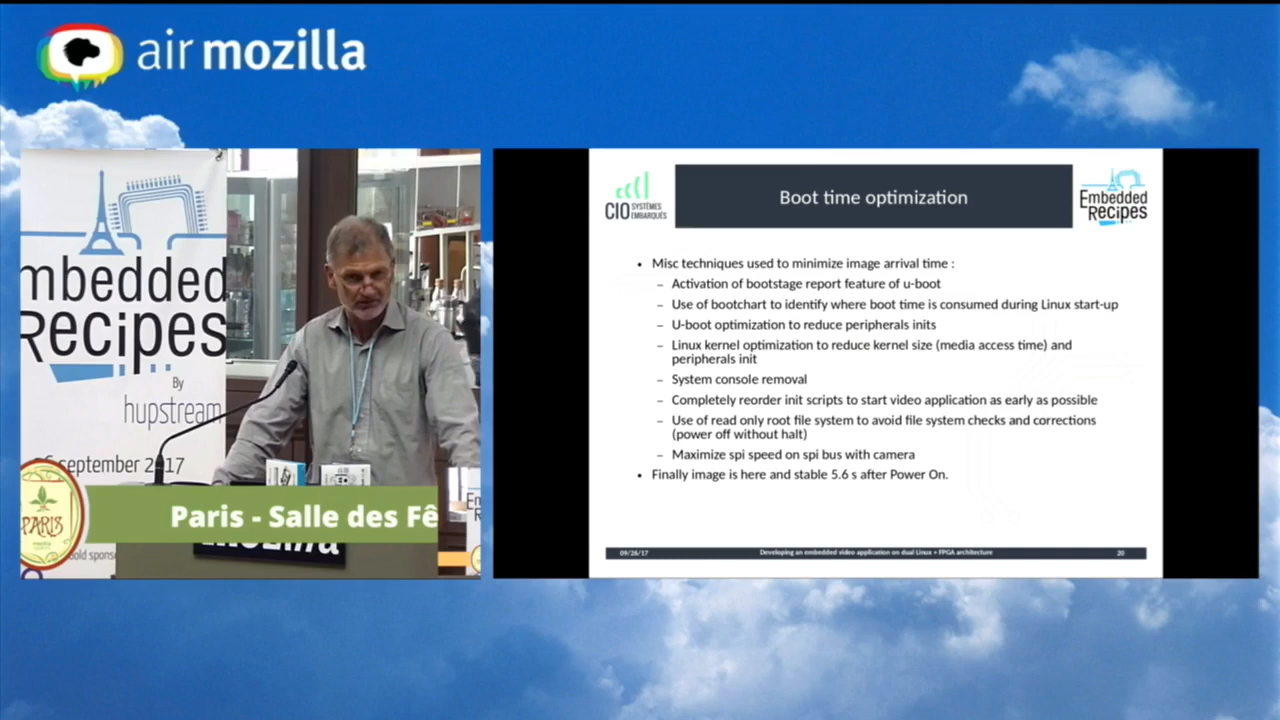 air mozilla
mbedded
Recipes
By
hupstream
september 2017
PARIS
mozilla
gold spons
Paris - Salle des Fê
mozilla
CIO SYSTÈMES
EMBARQUÉS
Boot time optimization
Embedded
Recipes
• Misc techniques used to minimize image arrival time :
– Activation of bootstage report feature of u-boot
– Use of bootchart to identify where boot time is consumed during Linux start-up
– U-boot optimization to reduce peripherals inits
– Linux kernel optimization to reduce kernel size (media access time) and
peripherals init
– System console removal
– Completely reorder init scripts to start video application as early as possible
– Use of read only root file system to avoid file system checks and corrections
(power off without halt)
– Maximize spi speed on spi bus with camera
• Finally image is here and stable 5.6 s after Power On.
09/26/17 Developing an embedded video application on dual Linux + FPGA architecture 20